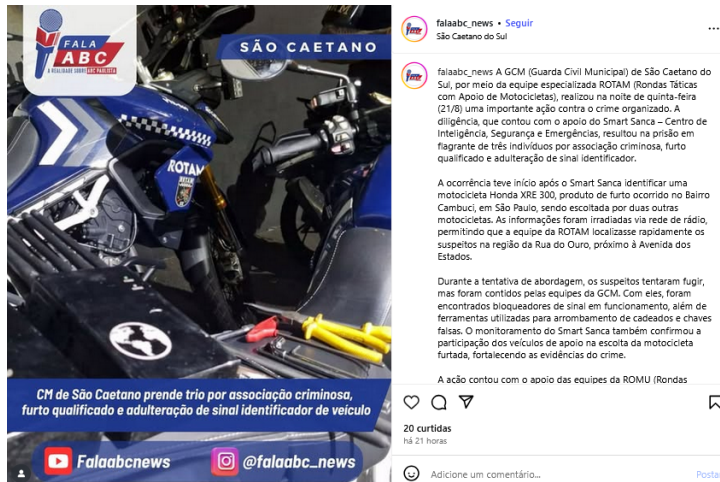 FALA
ABC
A REALIDADE SOBRE O ABC PAULISTA
SÃO CAETANO
ROTAM
CM de São Caetano prende trio por associação criminosa,
furto qualificado e adulteração de sinal identificador de veículo
Falaabcnews
@falaabc_news
falaabc_news • Seguir
São Caetano do Sul
falaabc_news A GCM (Guarda Civil Municipal) de São Caetano do
Sul, por meio da equipe especializada ROTAM (Rondas Táticas
com Apoio de Motocicletas), realizou na noite de quinta-feira
(21/8) uma importante ação contra o crime organizado. A
diligência, que contou com o apoio do Smart Sanca – Centro de
Inteligência, Segurança e Emergências, resultou na prisão em
flagrante de três indivíduos por associação criminosa, furto
qualificado e adulteração de sinal identificador.
A ocorrência teve início após o Smart Sanca identificar uma
motocicleta Honda XRE 300, produto de furto ocorrido no Bairro
Cambuci, em São Paulo, sendo escoltada por duas outras
motocicletas. As informações foram irradiadas via rede de rádio,
permitindo que a equipe da ROTAM localizasse rapidamente os
suspeitos na região da Rua do Ouro, próximo à Avenida dos
Estados.
Durante a tentativa de abordagem, os suspeitos tentaram fugir,
mas foram contidos pelas equipes da GCM. Com eles, foram
encontrados bloqueadores de sinal em funcionamento, além de
ferramentas utilizadas para arrombamento de cadeados e chaves
falsas. O monitoramento do Smart Sanca também confirmou a
participação dos veículos de apoio na escolta da motocicleta
furtada, fortalecendo as evidências do crime.
A ação contou com o apoio das equipes da ROMU (Rondas
20 curtidas
há 21 horas
Adicione um comentário...
Postar